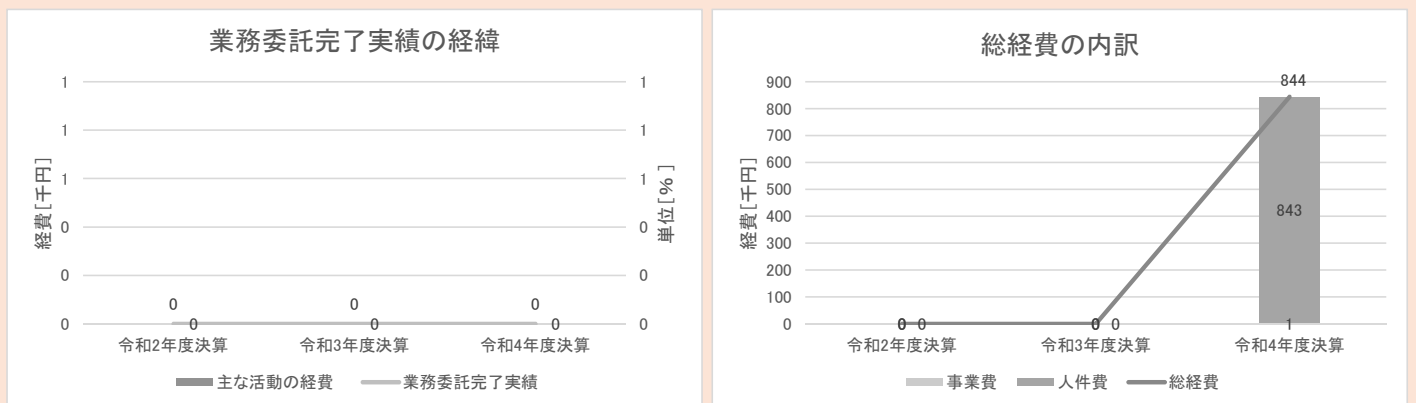 業務委託完了実績の経緯
1 1
1 1
1 1
0 0
0 0
0 0
経費[千円]
単位[%]
0 0 0
0 0 0
令和2年度決算 令和3年度決算 令和4年度決算
主な活動の経費 業務委託完了実績
総経費の内訳
900
800
700
600
500
400
300
200
100
0
経費[千円]
844
843
0 0 0 0 1
令和2年度決算 令和3年度決算 令和4年度決算
事業費 人件費 総経費